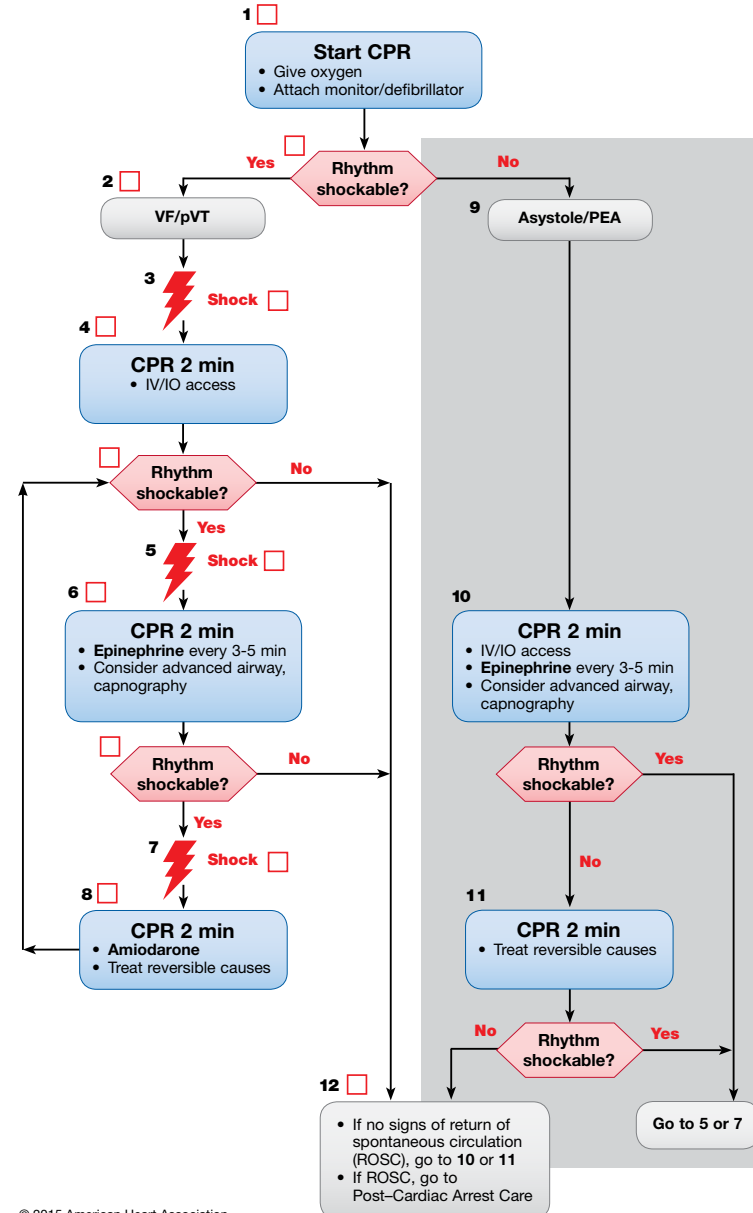 1
Start CPR
• Give oxygen
• Attach monitor/defibrillator
Rhythm
shockable?
Yes
No
2
VF/pVT
9
Asystole/PEA
3
Shock
4
CPR 2 min
• IV/IO access
Rhythm
shockable?
No
Yes
5
Shock
6
CPR 2 min
• Epinephrine every 3-5 min
• Consider advanced airway,
capnography
Rhythm
shockable?
No
Yes
7
Shock
8
CPR 2 min
• Amiodarone
• Treat reversible causes
10
CPR 2 min
• IV/IO access
• Epinephrine every 3-5 min
• Consider advanced airway,
capnography
Rhythm
shockable?
Yes
No
11
CPR 2 min
• Treat reversible causes
Rhythm
shockable?
No
Yes
12
• If no signs of return of
spontaneous circulation
(ROSC), go to 10 or 11
• If ROSC, go to
Post–Cardiac Arrest Care
Go to 5 or 7
© 2015 American Heart Association